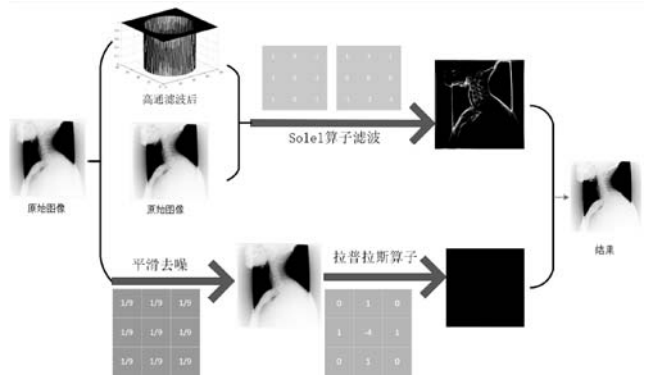 高通滤波后
Solel算子滤波
原始图像
原始图像
结果
平滑去噪
拉普拉斯算子
1/9 1/9 1/9
1/9 1/9 1/9
1/9 1/9 1/9
0 1 0
1 -4 1
0 1 0